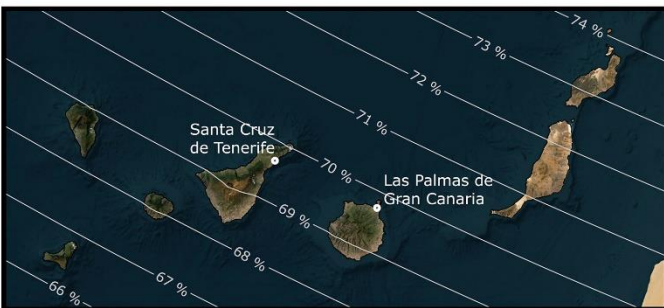 74 %
73 %
72 %
71 %
Santa Cruz
de Tenerife
70 %
Las Palmas de
Gran Canaria
69 %
68 %
67 %
66 %